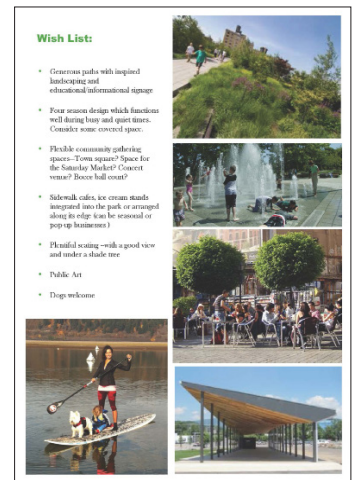 Wish List:
• Generous paths with inspired
landscaping and
educational/informational signage
• Four season design which functions
well during busy and quiet times.
Consider some covered space.
• Flexible community gathering
spaces--Town square? Space for
the Saturday Market? Concert
venue? Bocce ball court?
• Sidewalk cafes, ice cream stands
integrated into the park or arranged
along its edge (can be seasonal or
pop-up businesses)
• Plentiful seating –with a good view
and under a shade tree
• Public Art
• Dogs welcome